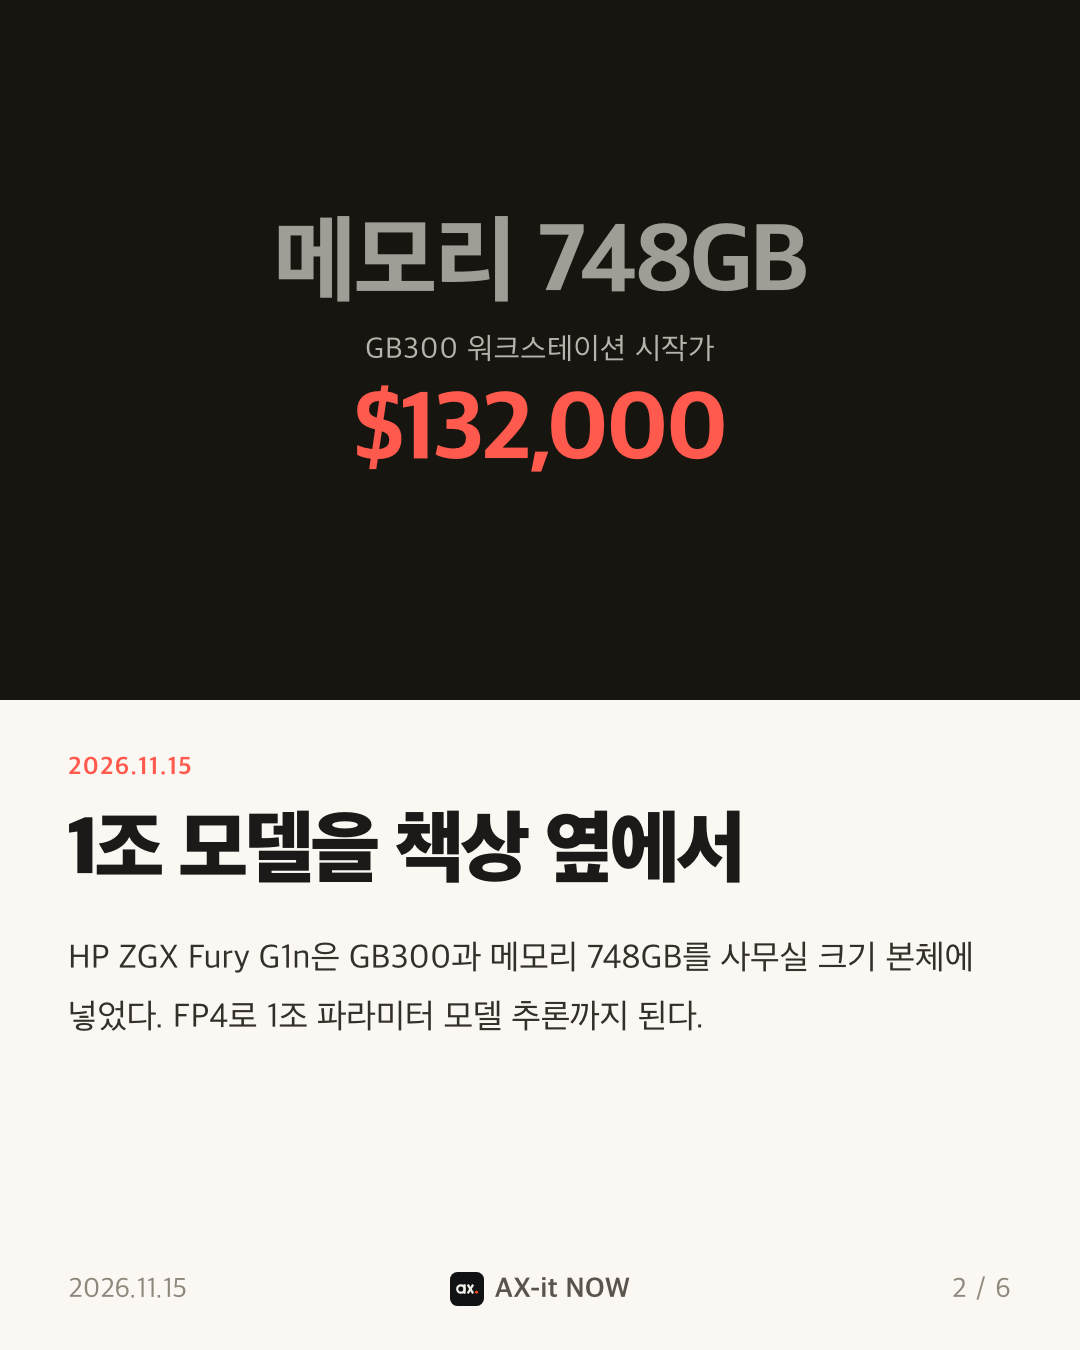 메모리 748GB
GB300 워크스테이션 시작가
$132,000
2026.11.15
1조 모델을 책상 옆에서
HP ZGX Fury G1n은 GB300과 메모리 748GB를 사무실 크기 본체에
넣었다. FP4로 1조 파라미터 모델 추론까지 된다.
2026.11.15
ax.
AX-it NOW
2 / 6